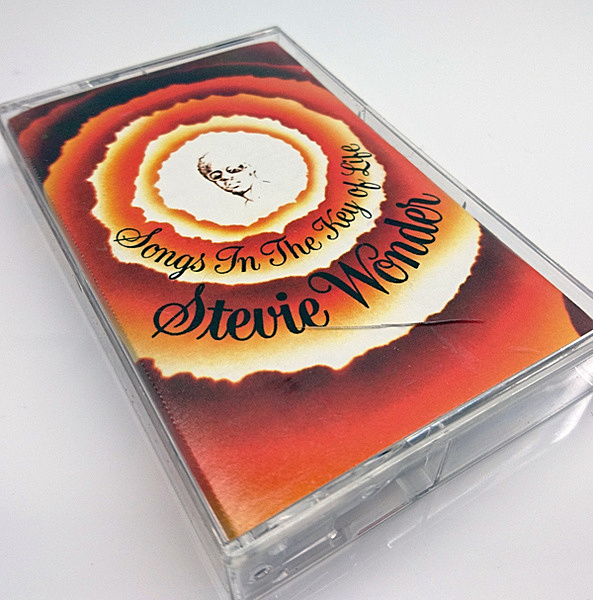 Songs In The Key of Life
Stevie Wonder